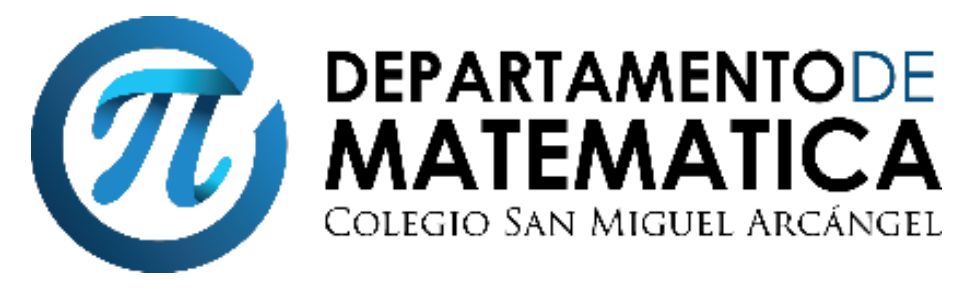 π
DEPARTAMENTODE
MATEMATICA
COLEGIO SAN MIGUEL ARCÁNGEL